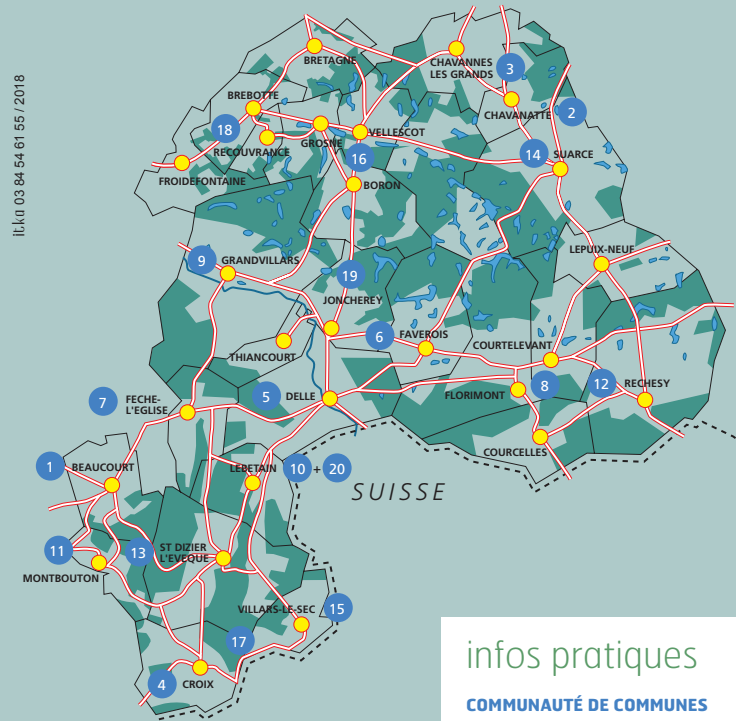 it.ka 03 84 54 61 55 / 2018
BRETAGNE
CHAVANNES
LES GRANDS
3
BREBOTTE
CHAVANATTE
2
18
RECOUVRANCE
GROSNE
VELLESCOT
16
14
SUARCE
FROIDEFONTAINE
BORON
9
GRANDVILLARS
LEPUIX-NEUF
19
JONCHEREY
6
FAVEROIS
COURTELEVANT
THIANCOURT
7
FECHE-
L'EGLISE
5
DELLE
FLORIMONT
8
12
RECHESY
COURCELLES
1
BEAUCOURT
LEBETAIN
10 + 20
SUISSE
11
13
ST DIZIER
L'EVEQUE
MONTBOUTON
VILLARS-LE-SEC
15
17
4
CROIX
infos pratiques
COMMUNAUTÉ DE COMMUNES